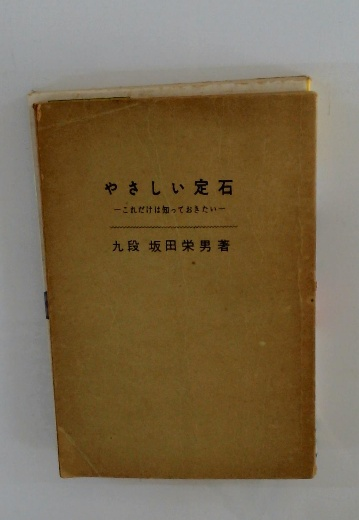 やさしい定石
―これだけは知っておきたい―
九段 坂田栄男著